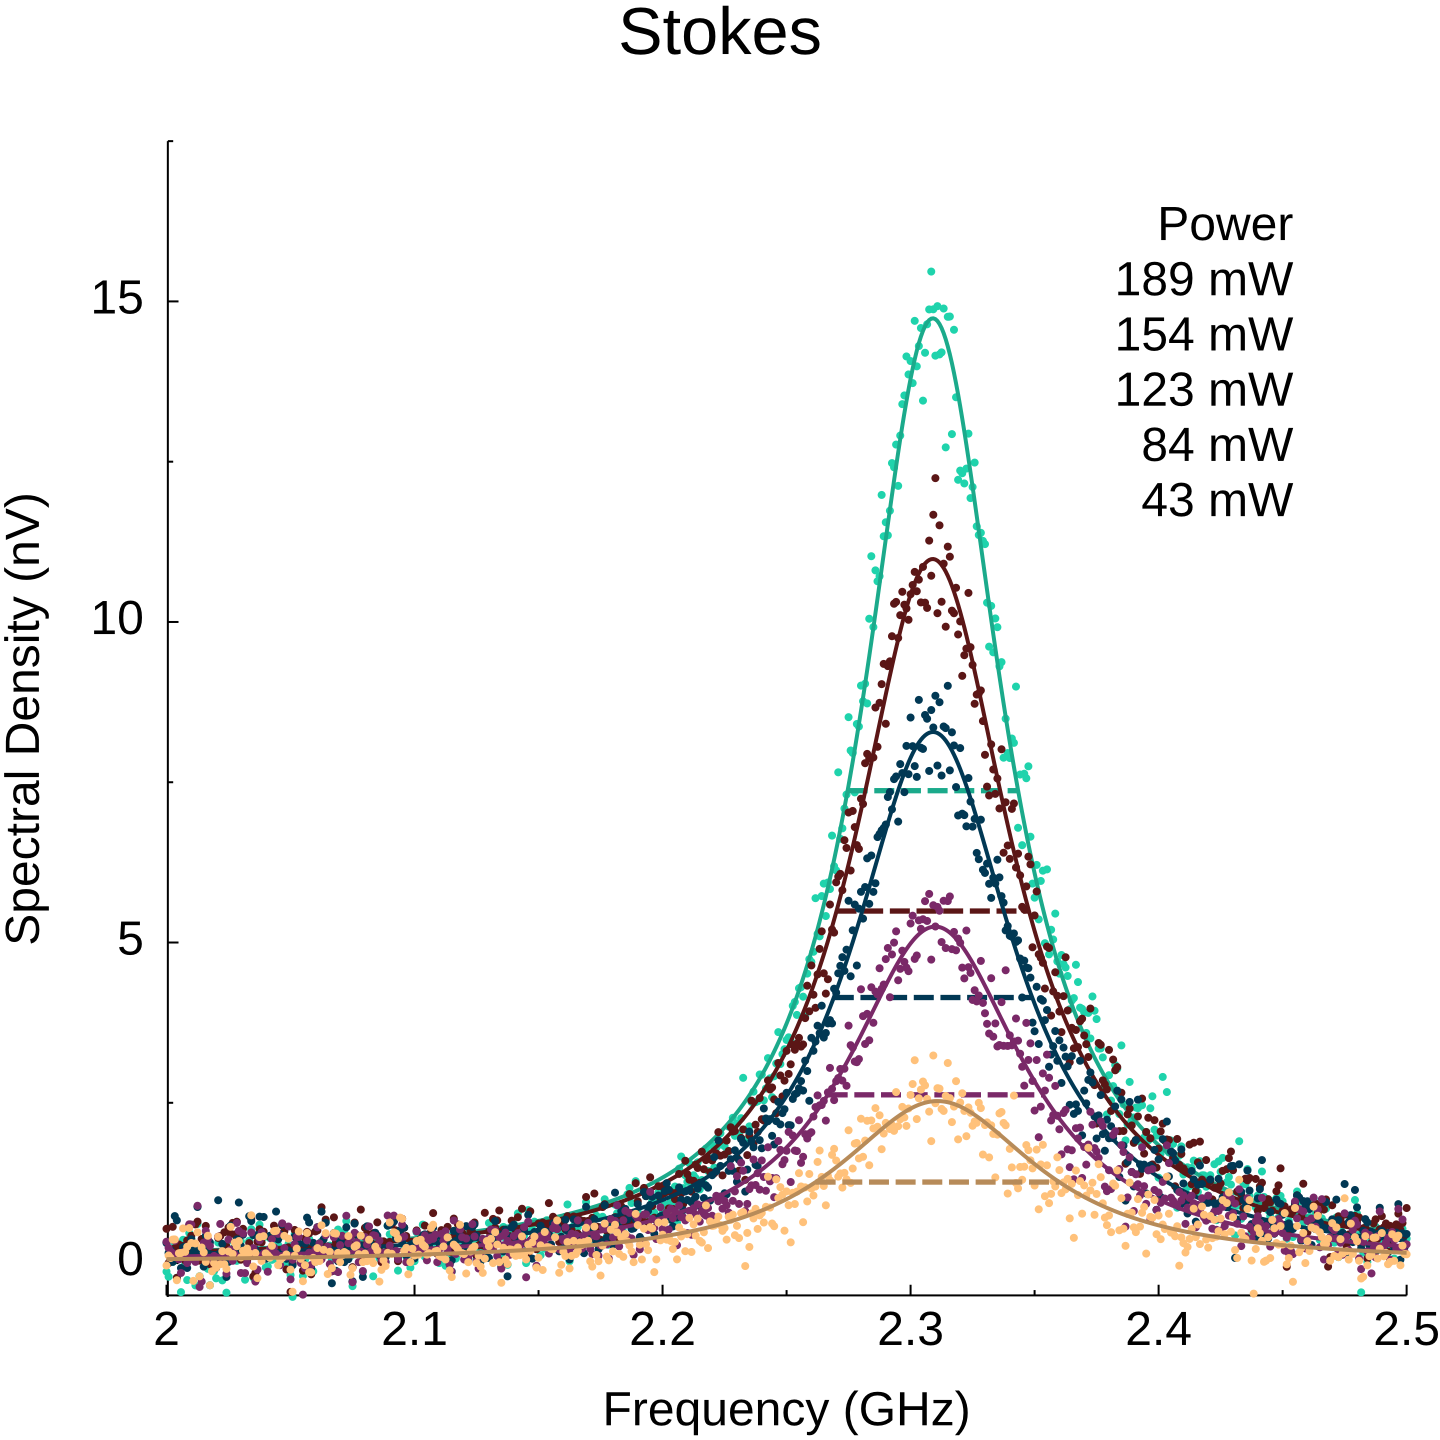 Stokes
Power
189 mW
154 mW
123 mW
84 mW
43 mW
15
10
5
0
Spectral Density (nV)
2
2.1
2.2
2.3
2.4
2.5
Frequency (GHz)